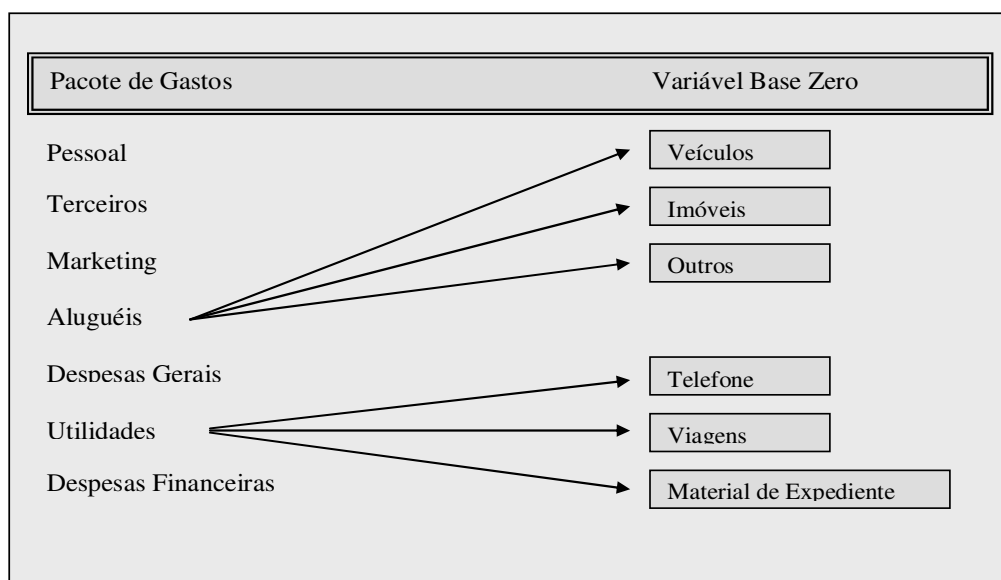 Pacote de Gastos Variável Base Zero
Pessoal Veículos
Terceiros Imóveis
Marketing Outros
Aluguéis
Despesas Gerais Telefone
Utilidades Viagens
Despesas Financeiras Material de Expediente